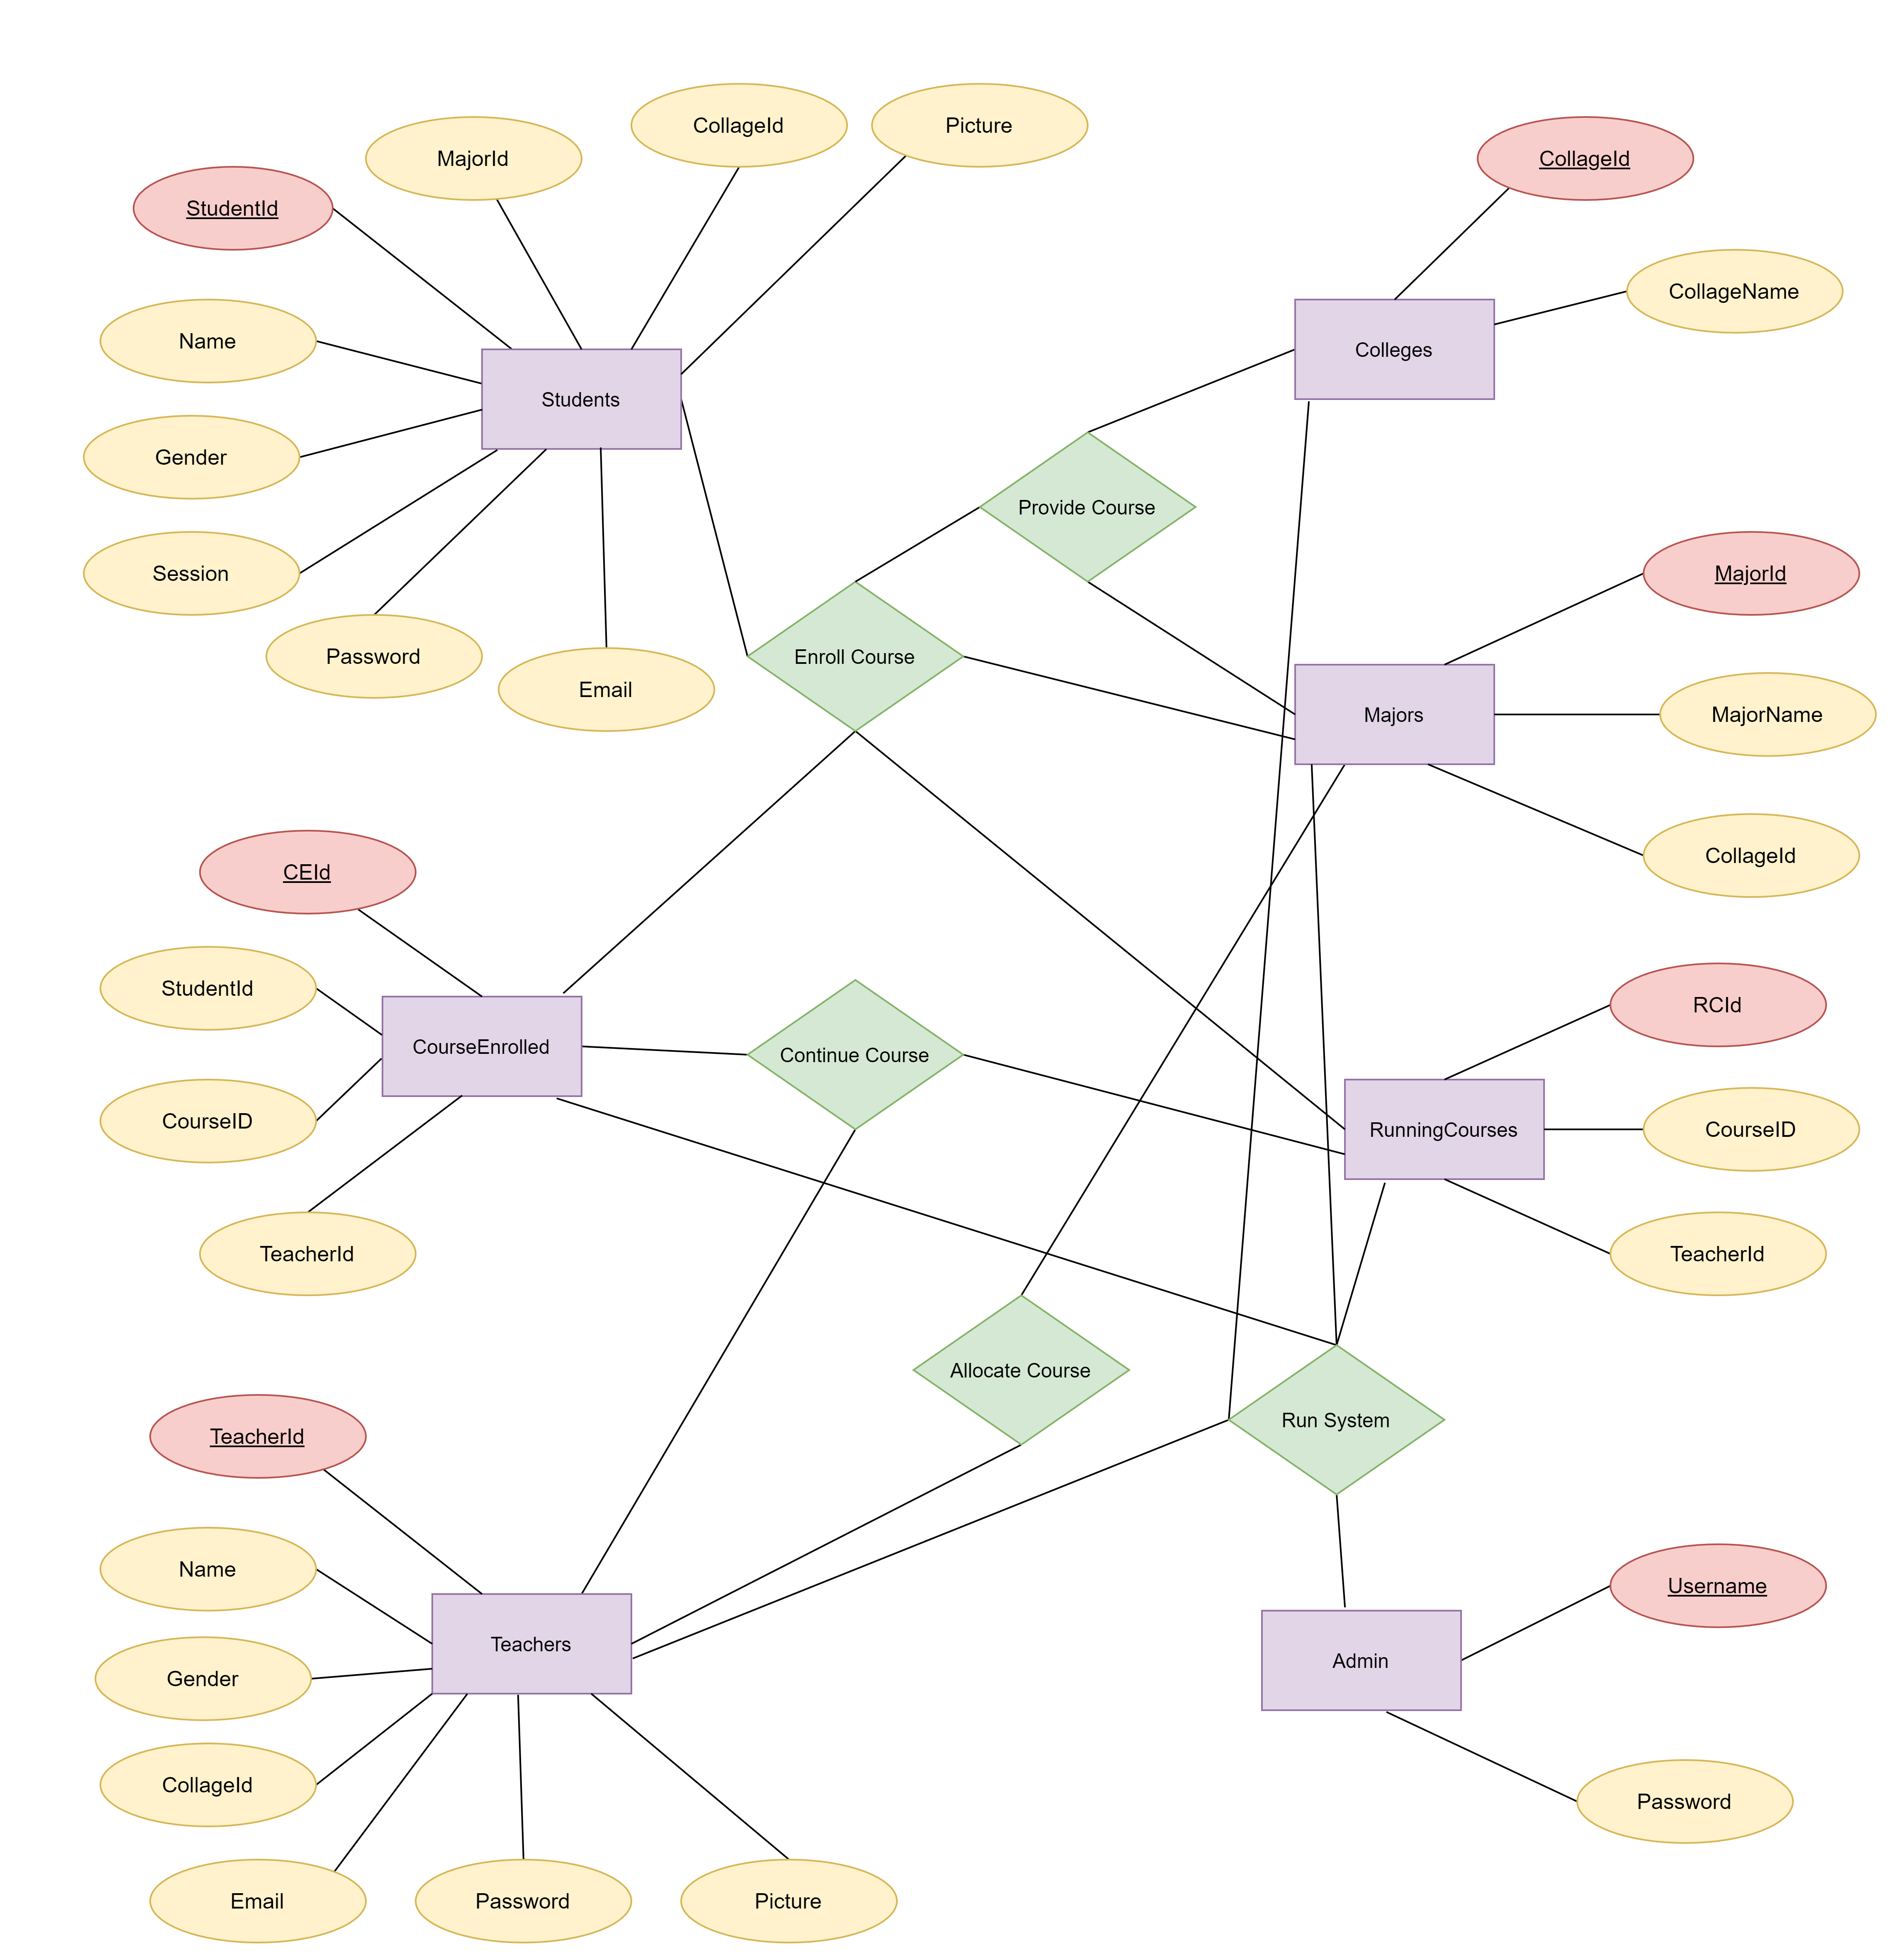 CollageId
Picture
MajorId
CollageId
StudentId
CollageName
Name
Colleges
Students
Gender
Provide Course
Session
MajorId
Password
Enroll Course
Email
Majors
MajorName
CollageId
CEId
StudentId
RCId
CourseEnrolled
Continue Course
CourseID
RunningCourses
CourseID
TeacherId
TeacherId
Allocate Course
Run System
TeacherId
Name
Username
Teachers
Admin
Gender
CollageId
Password
Email
Password
Picture